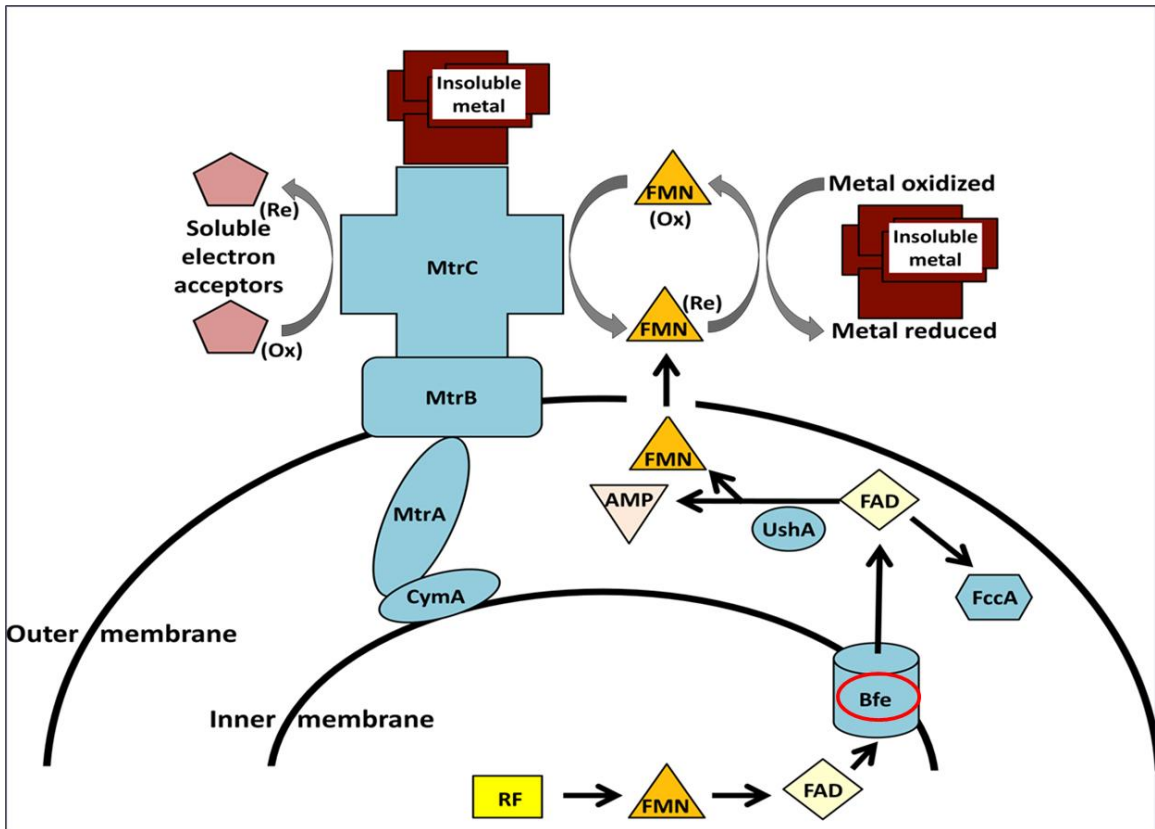 Insoluble
metal
FMN
(Ox)
Metal oxidized
(Re)
Soluble
electron
acceptors
(Ox)
MtrC
Insoluble
metal
(Re)
FMN
Metal reduced
MtrB
FMN
MtrA
AMP
FAD
UshA
CymA
FccA
Outer membrane
Inner membrane
Bfe
RF
FMN
FAD